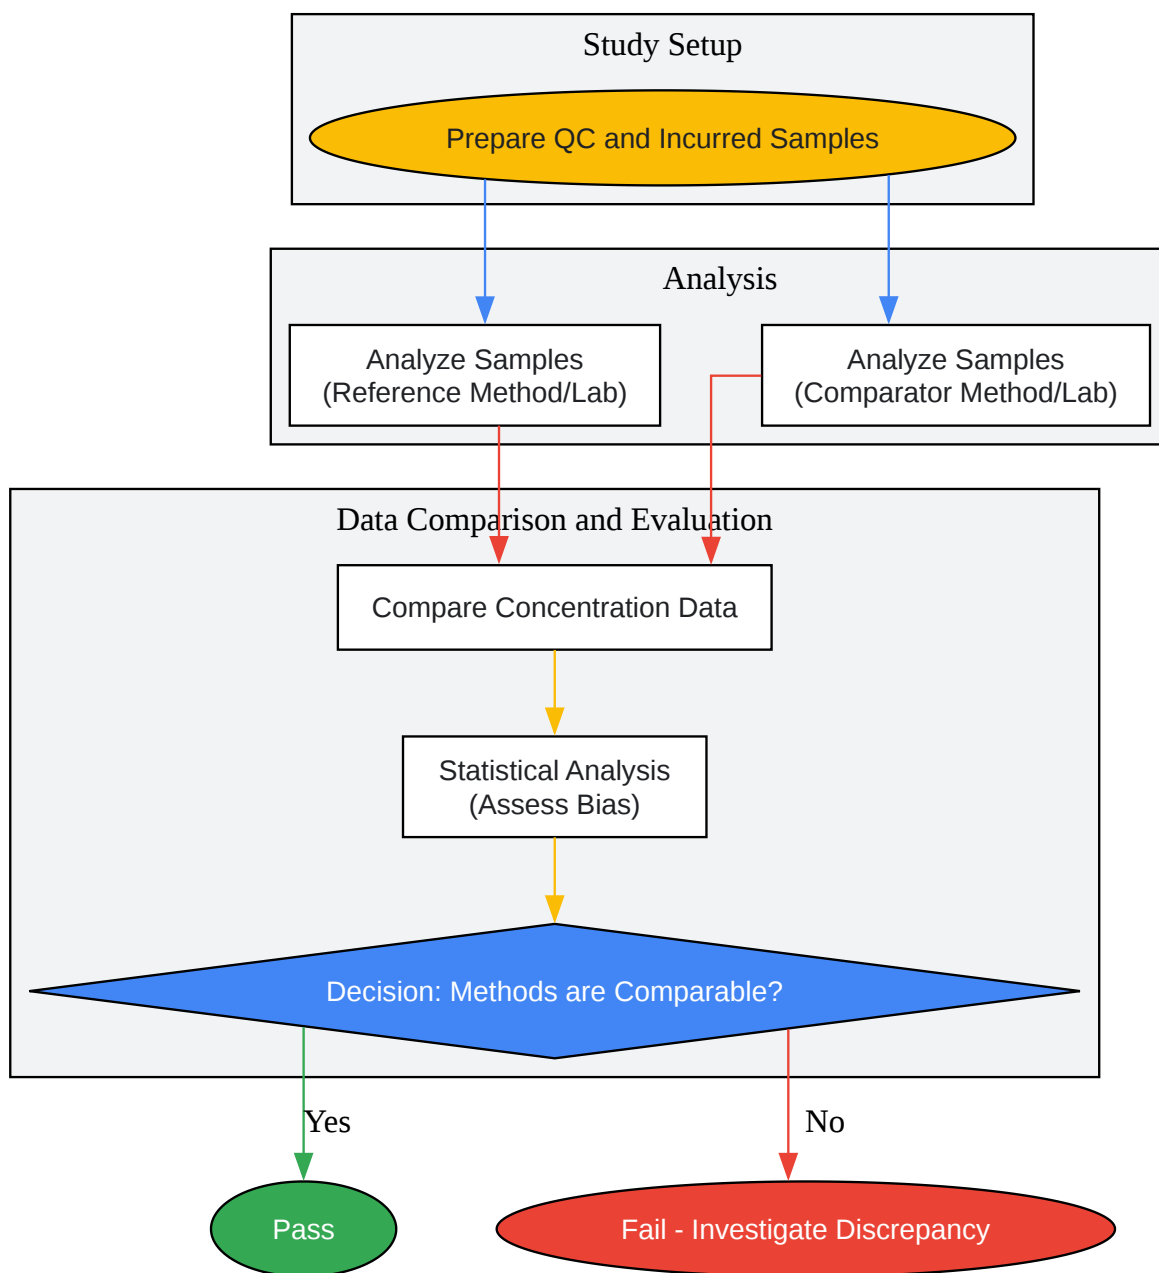 Study Setup
Prepare QC and Incurred Samples
Analysis
Analyze Samples
(Reference Method/Lab)
Analyze Samples
(Comparator Method/Lab)
Data Comparison and Evaluation
Compare Concentration Data
Statistical Analysis
(Assess Bias)
Decision: Methods are Comparable?
Yes
No
Pass
Fail - Investigate Discrepancy